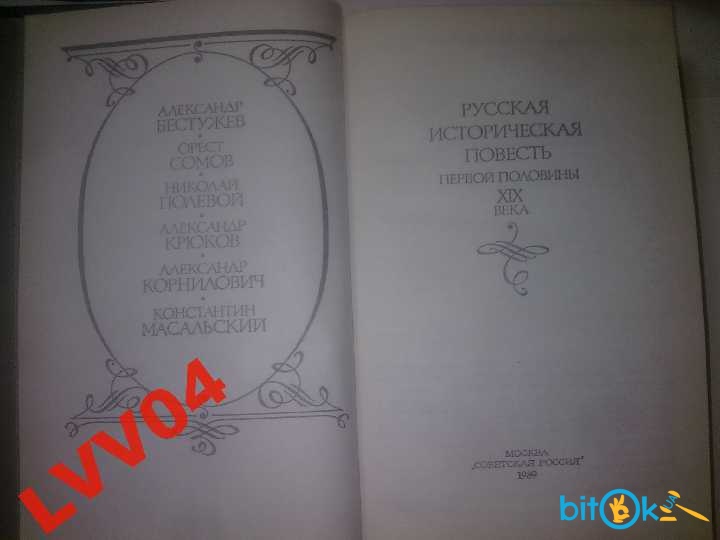 АЛЕКСАНДР
БЕСТУЖЕВ
ОРЕСТ
СОМОВ
НИКОЛАЙ
ПОЛЕВОЙ
АЛЕКСАНДР
КРЮКОВ
АЛЕКСАНДР
КОРНИЛОВИЧ
КОНСТАНТИН
МАСАЛЬСКИЙ
РУССКАЯ
ИСТОРИЧЕСКАЯ
ПОВЕСТЬ
ПЕРВОЙ ПОЛОВИНЫ
XIX
ВЕКА
МОСКВА
„СОВЕТСКАЯ РОССИЯ"
1989
LVV04
bitOk.UA